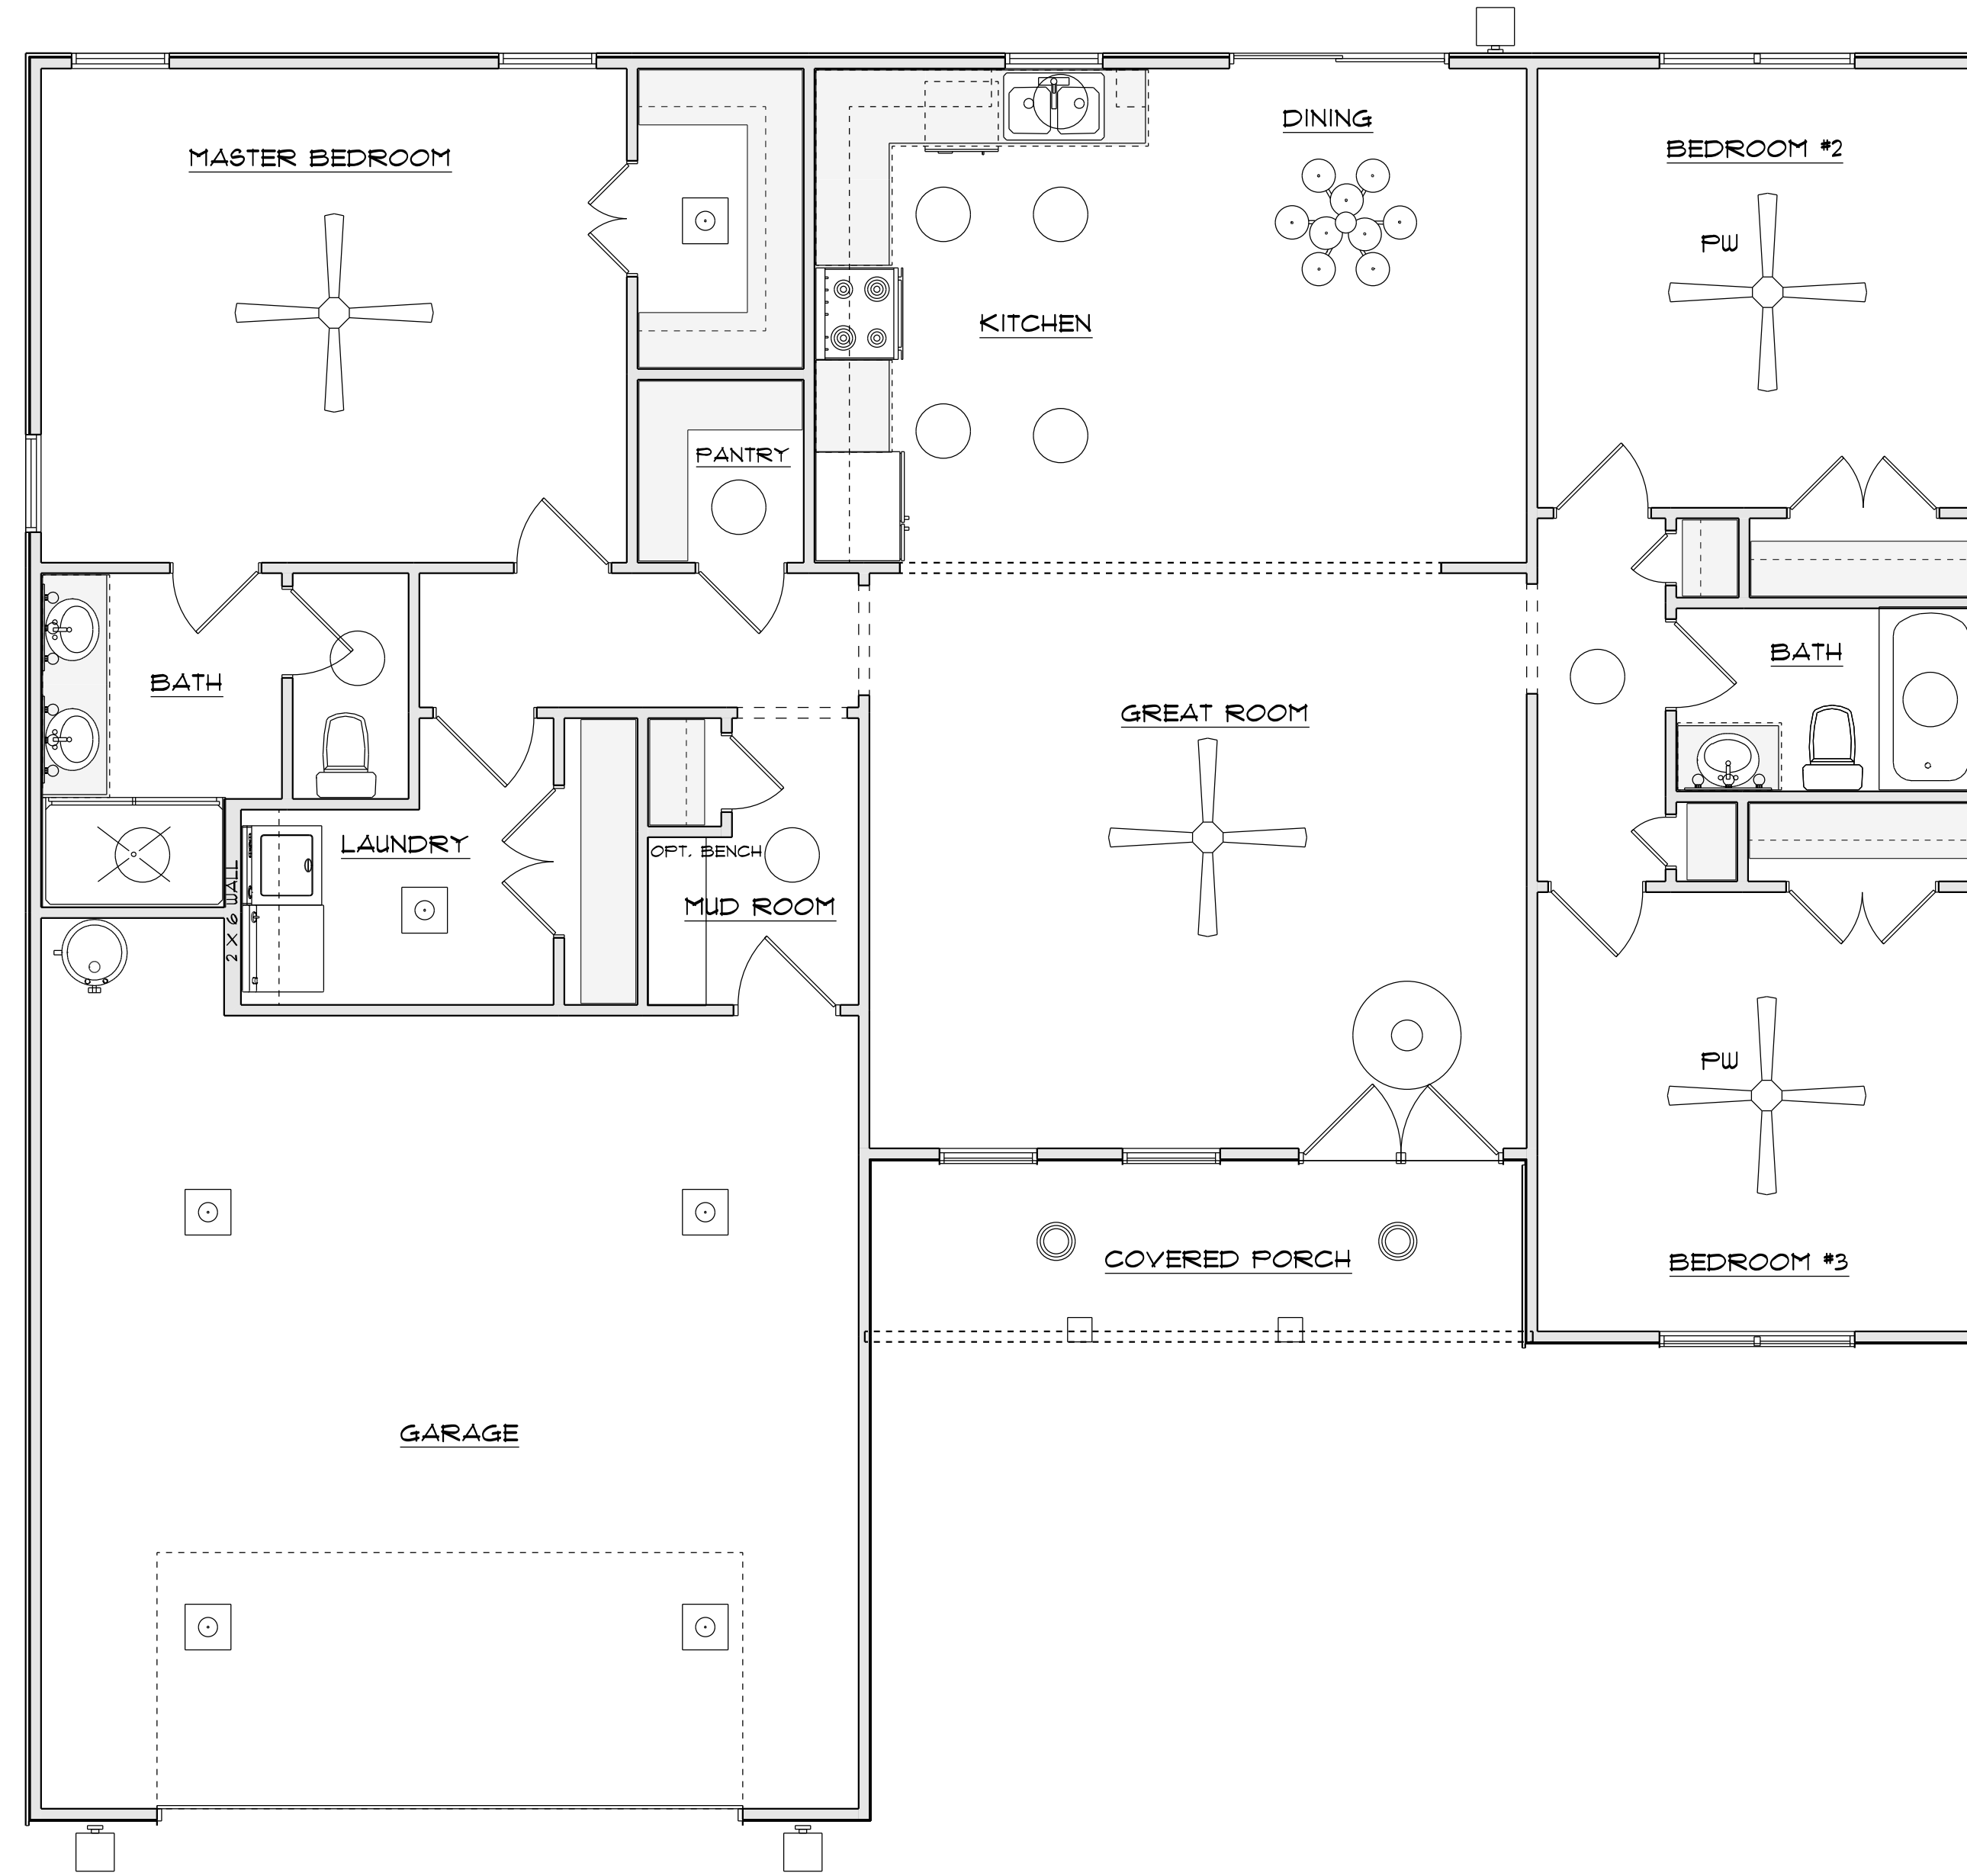 DINING
BEDROOM #2
MASTER BEDROOM
PW
KITCHEN
PANTRY
BATH
BATH
GREAT ROOM
LAUNDRY
OPT. BENCH
2 X 6 WALL
MUD ROOM
PW
COVERED PORCH
BEDROOM #3
GARAGE